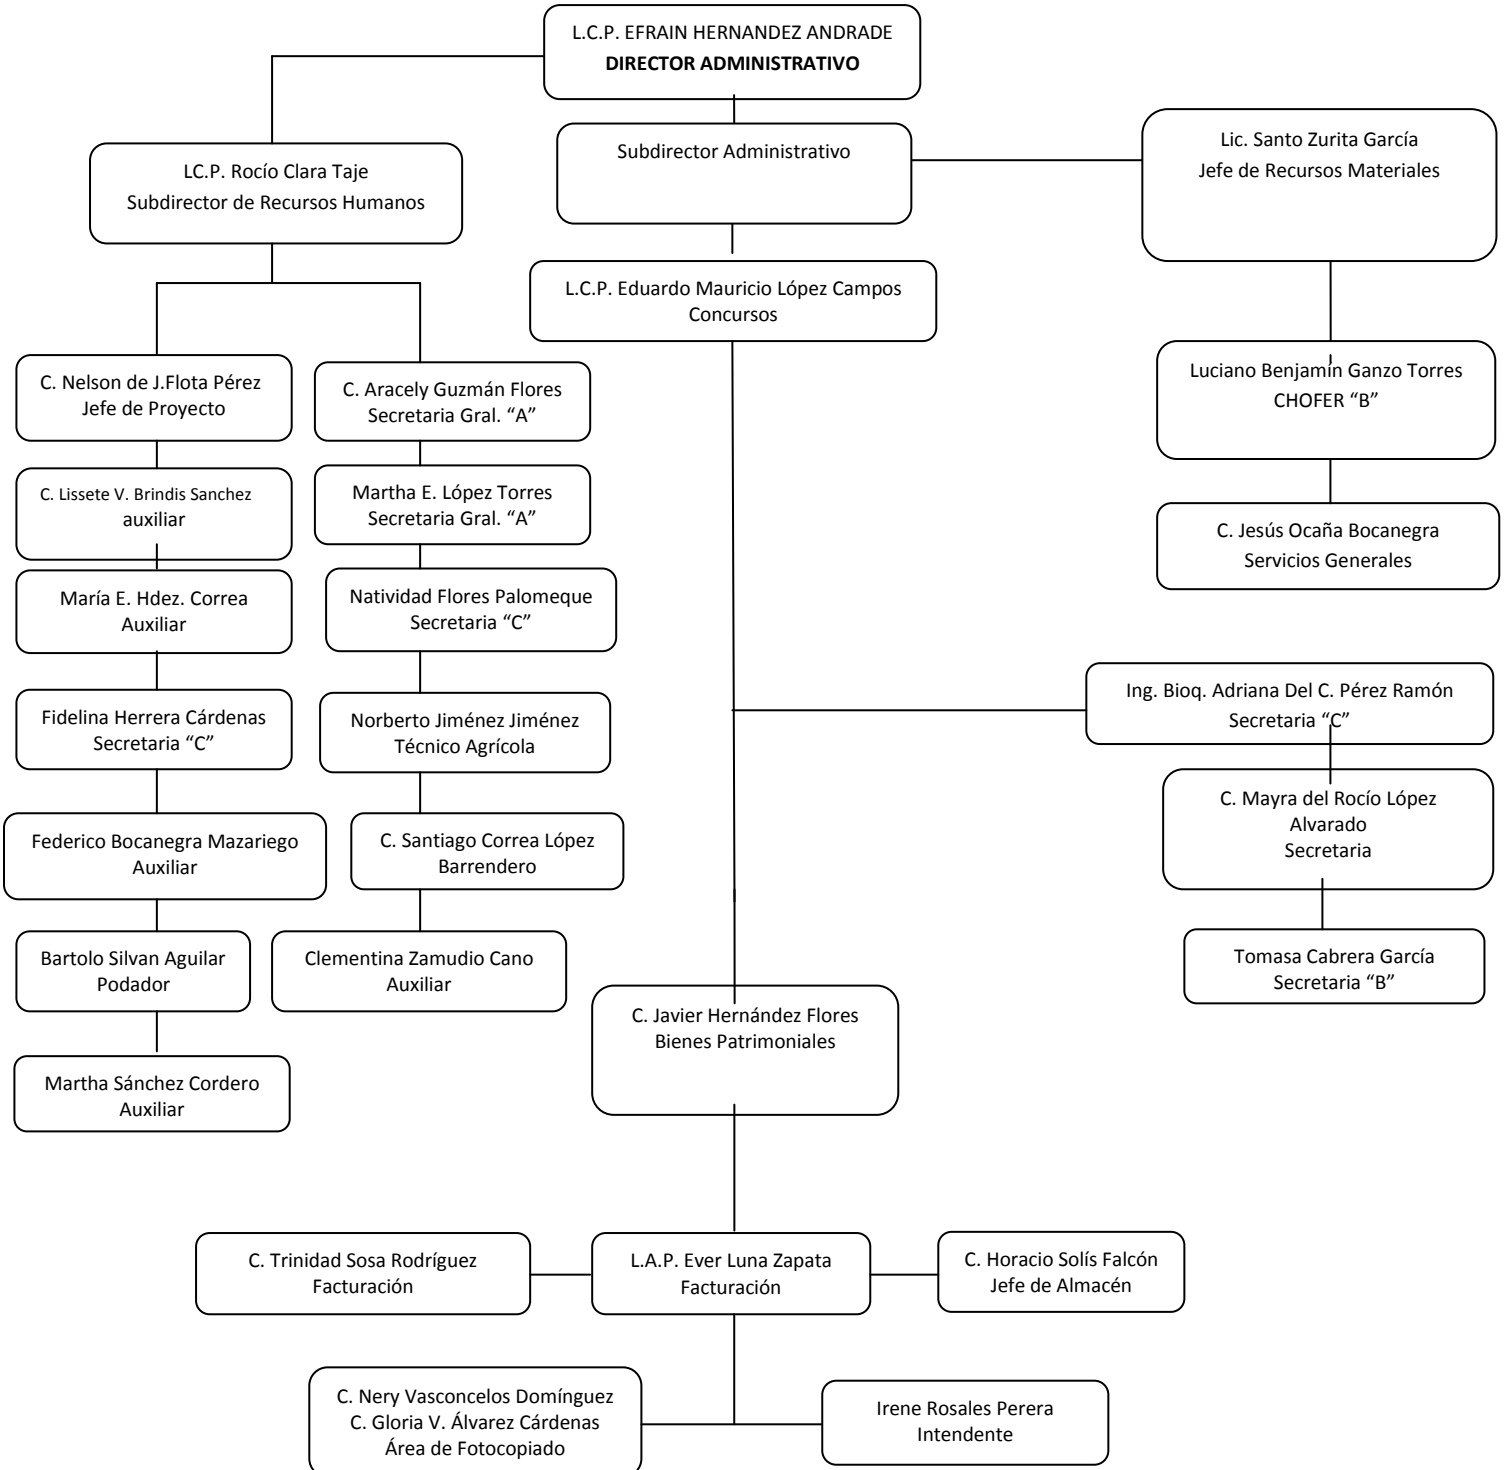 L.C.P. EFRAIN HERNANDEZ ANDRADE
DIRECTOR ADMINISTRATIVO
LC.P. Rocío Clara Taje
Subdirector de Recursos Humanos
Subdirector Administrativo
Lic. Santo Zurita García
Jefe de Recursos Materiales
L.C.P. Eduardo Mauricio López Campos
Concursos
C. Nelson de J.Flota Pérez
Jefe de Proyecto
C. Aracely Guzmán Flores
Secretaria Gral. “A”
Luciano Benjamín Ganzo Torres
CHOFER “B”
C. Lissete V. Brindis Sanchez
auxiliar
Martha E. López Torres
Secretaria Gral. “A”
C. Jesús Ocaña Bocanegra
Servicios Generales
María E. Hdez. Correa
Auxiliar
Natividad Flores Palomeque
Secretaria “C”
Fidelina Herrera Cárdenas
Secretaria “C”
Norberto Jiménez Jiménez
Técnico Agrícola
Ing. Bioq. Adriana Del C. Pérez Ramón
Secretaria “C”
Federico Bocanegra Mazariego
Auxiliar
C. Santiago Correa López
Barrendero
C. Mayra del Rocío López
Alvarado
Secretaria
Bartolo Silvan Aguilar
Podador
Clementina Zamudio Cano
Auxiliar
Tomasa Cabrera García
Secretaria “B”
C. Javier Hernández Flores
Bienes Patrimoniales
Martha Sánchez Cordero
Auxiliar
C. Trinidad Sosa Rodríguez
Facturación
L.A.P. Ever Luna Zapata
Facturación
C. Horacio Solís Falcón
Jefe de Almacén
C. Nery Vasconcelos Domínguez
C. Gloria V. Álvarez Cárdenas
Área de Fotocopiado
Irene Rosales Perera
Intendente